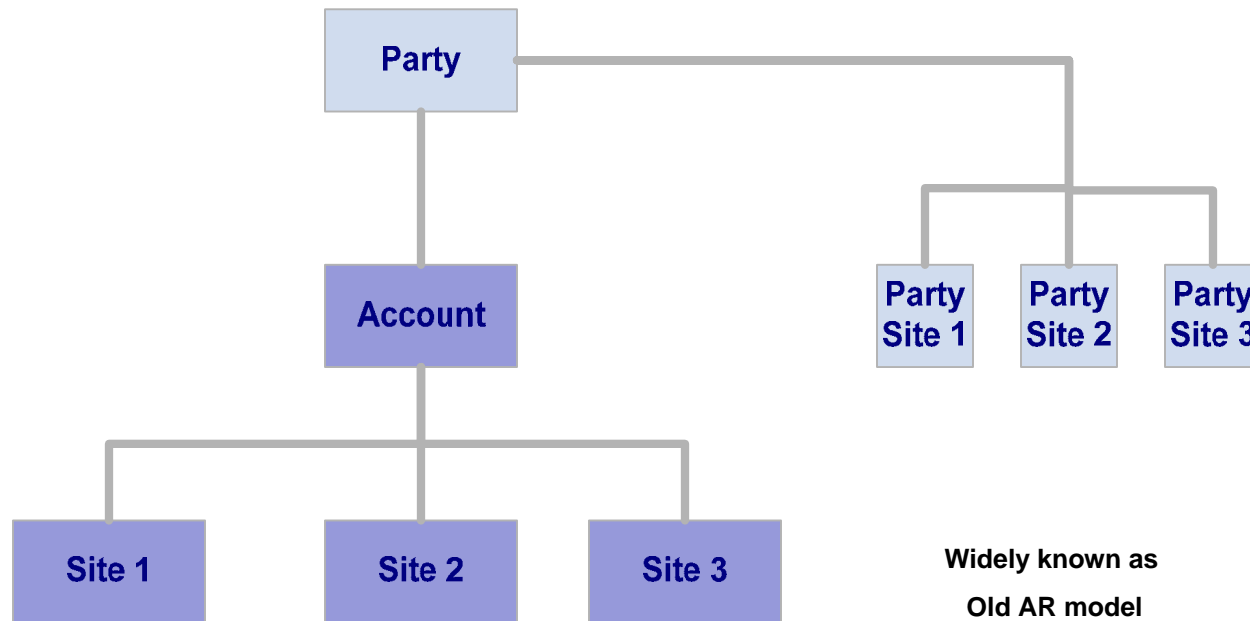 Party
Account
Party Party Party
Site 1 Site 2 Site 3
Site 1 Site 2 Site 3
Widely known as
Old AR model